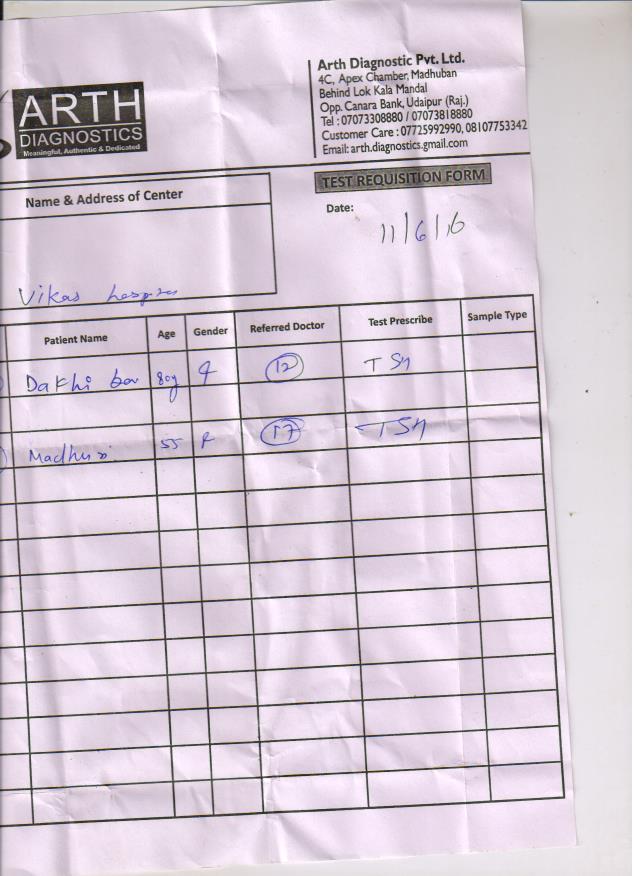 ARTH
DIAGNOSTICS
Meaningful, Authentic & Dedicated
Arth Diagnostic Pvt. Ltd.
4C, Apex Chamber, Madhuban
Behind Lok Kala Mandal
Opp. Canara Bank, Udaipur (Raj.)
Tel : 07073308880 / 07073818880
Customer Care : 07725992990, 08107753342
Email: arth.diagnostics.gmail.com
TEST REQUISITION FORM
Name & Address of Center
Date:
11/6/16
Vikas
Patient Name Age Gender Referred Doctor Test Prescribe Sample Type
Dakhi 80y 12 TSH
Madhu 55 F 17 TSH